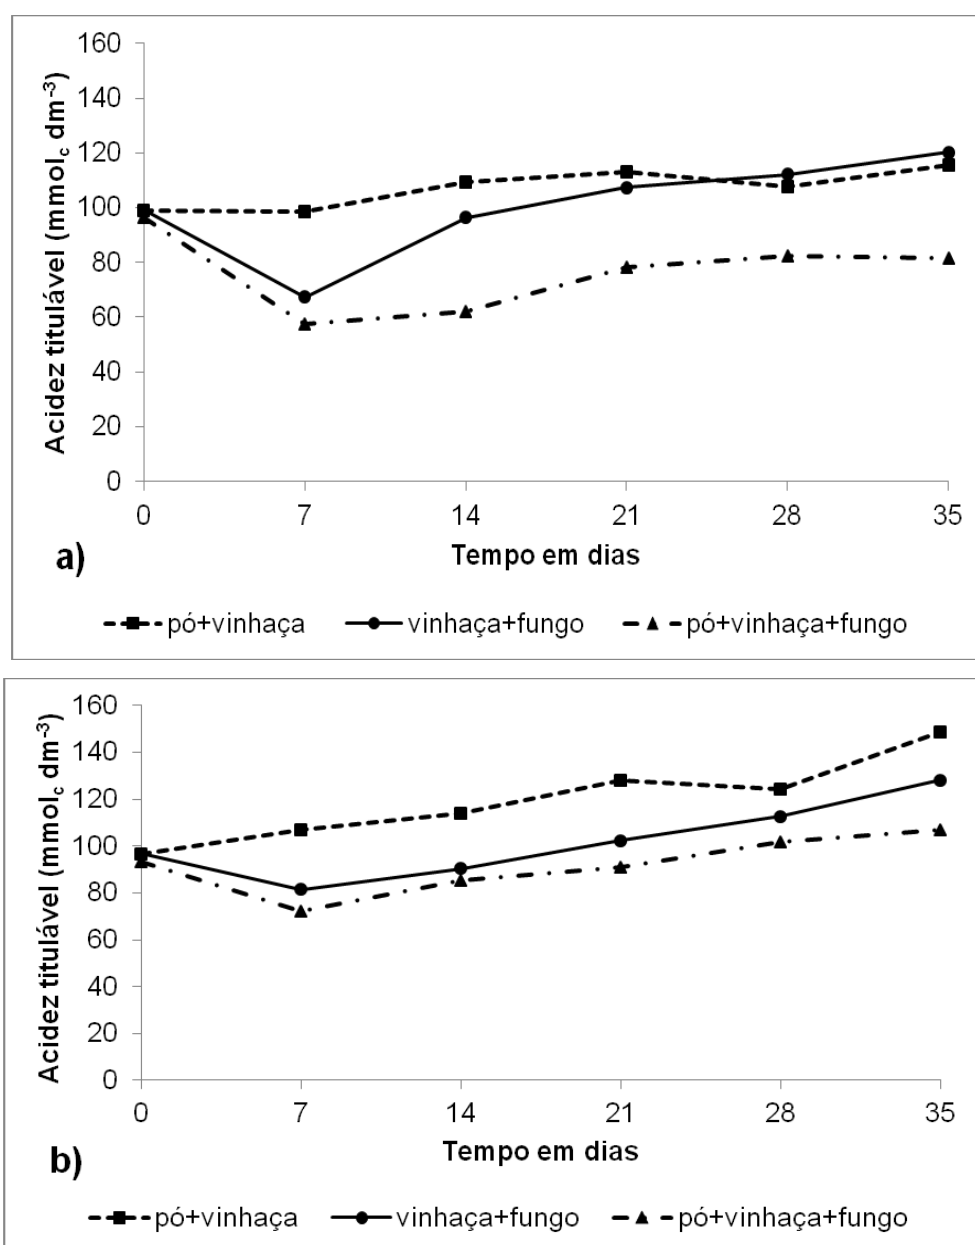 160
140
120
100
80
60
40
20
0
Acidez titulável (mmolc dm-3)
0 7 14 21 28 35
Tempo em dias
a)
pó+vinhaça vinhaça+fungo pó+vinhaça+fungo
160
140
120
100
80
60
40
20
0
Acidez titulável (mmolc dm-3)
0 7 14 21 28 35
Tempo em dias
b)
pó+vinhaça vinhaça+fungo pó+vinhaça+fungo